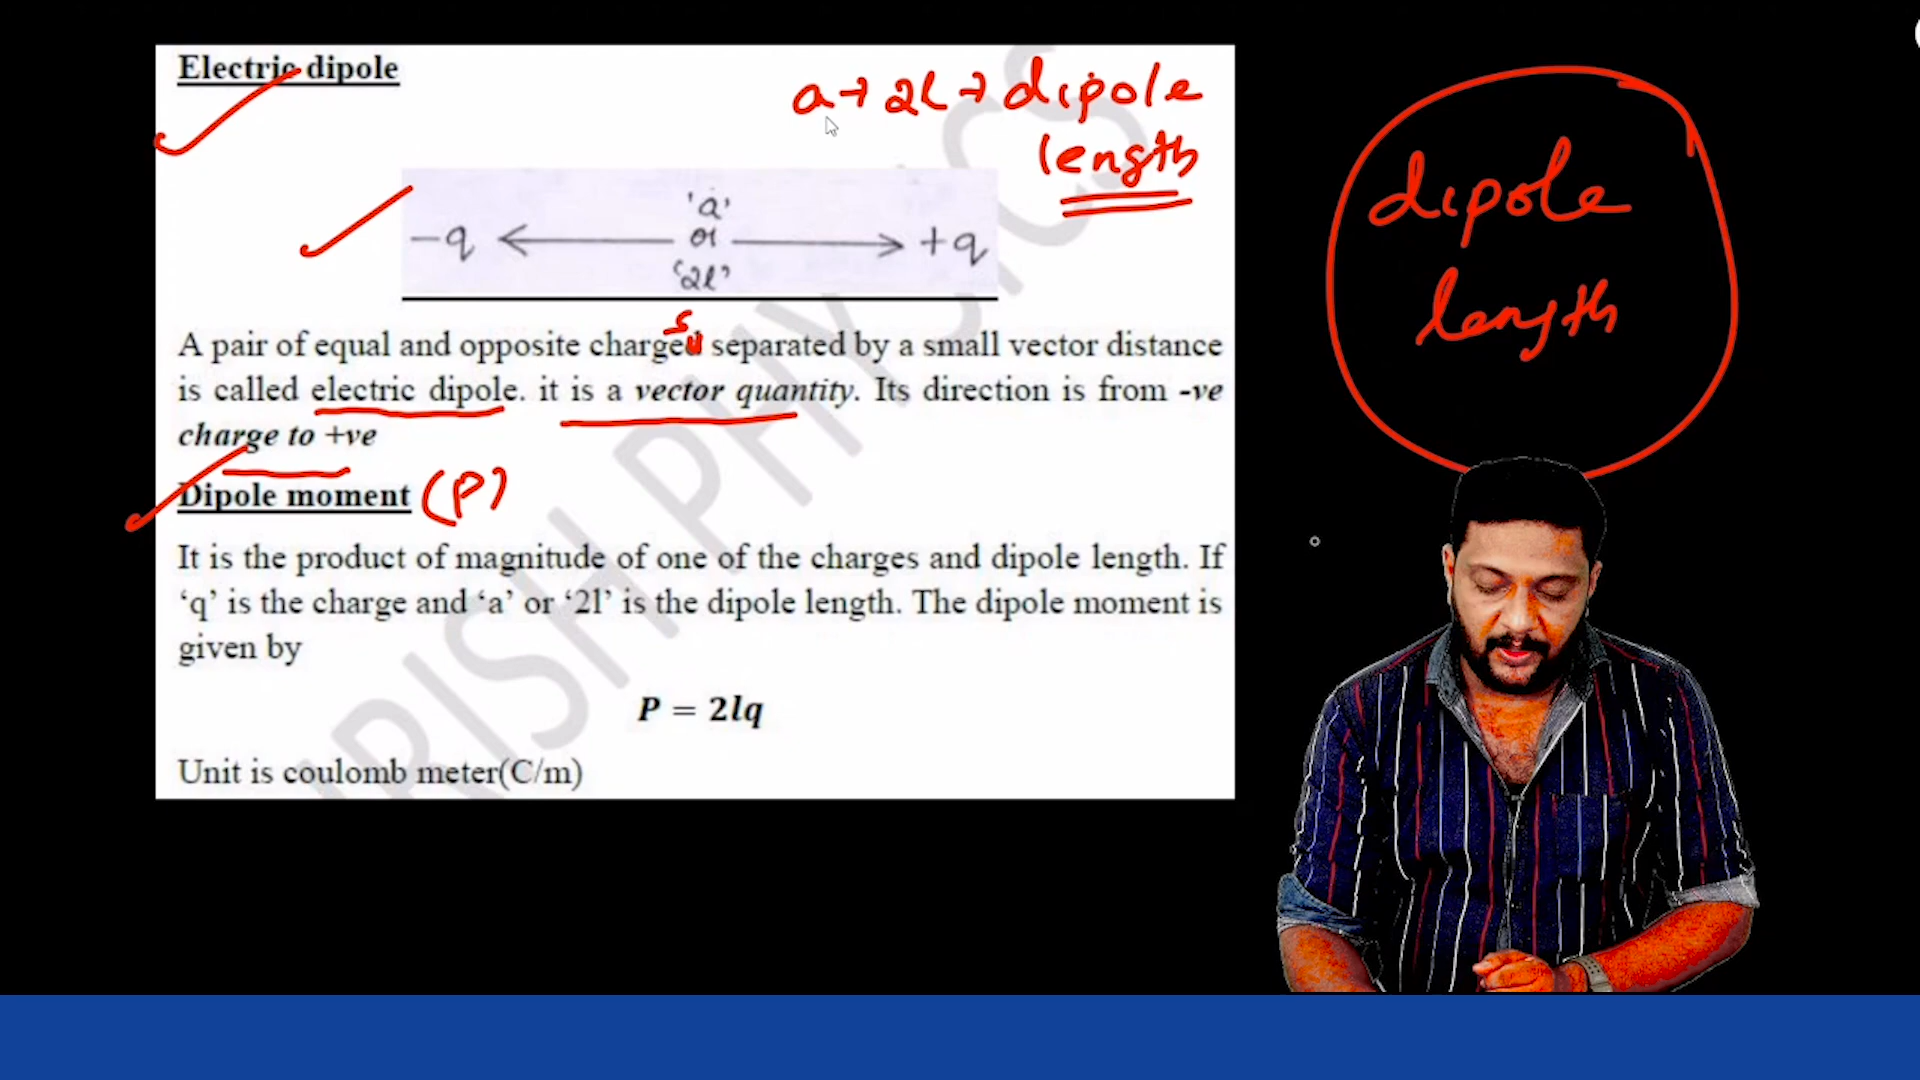 Electric dipole
a → 2l → dipole
length
'a'
-q or +q
'2l'
s
A pair of equal and opposite charge separated by a small vector distance
is called electric dipole. it is a vector quantity. Its direction is from -ve
charge to +ve
Dipole moment (P)
It is the product of magnitude of one of the charges and dipole length. If
‘q’ is the charge and ‘a’ or ‘2l’ is the dipole length. The dipole moment is
given by
P = 2lq
Unit is coulomb meter(C/m)
dipole
length
IRISH PHYSICS